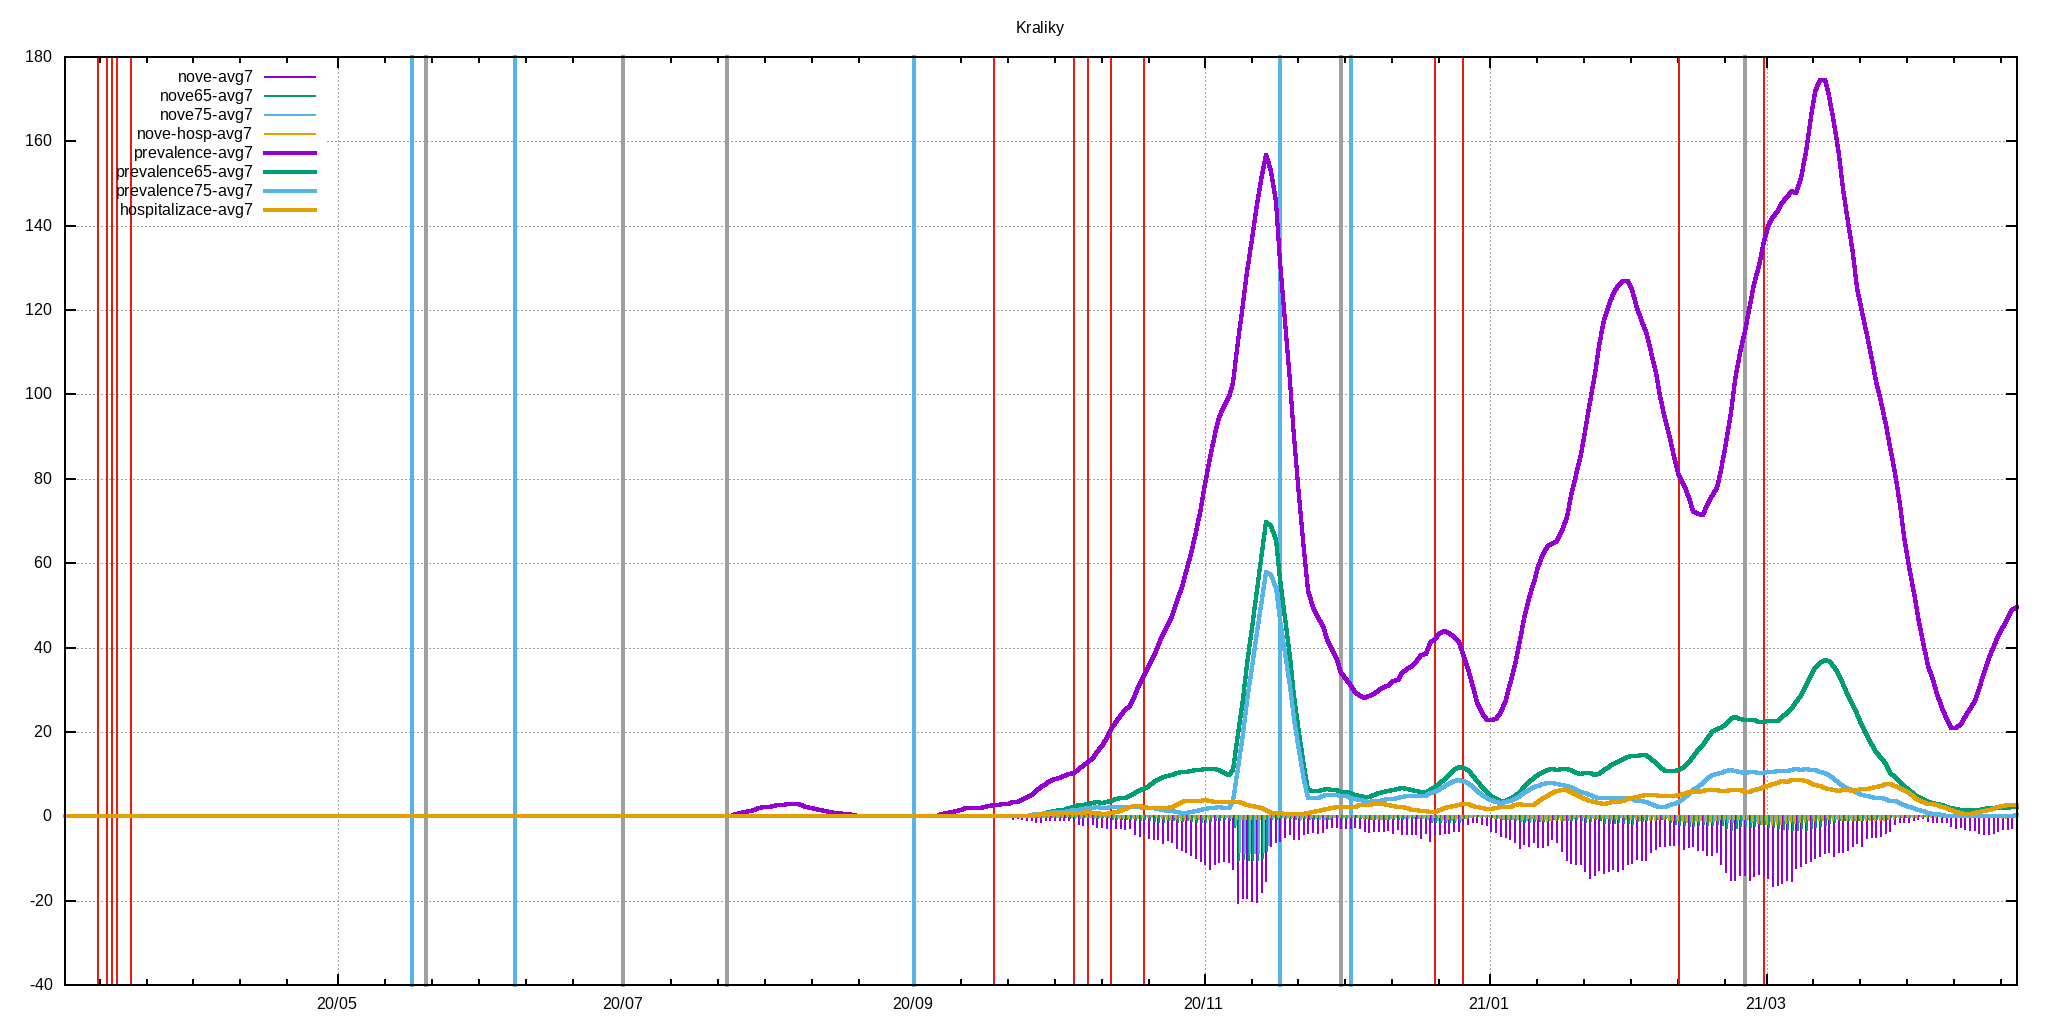 Kraliky
180
160
140
120
100
80
60
40
20
0
-20
-40
nove-avg7
nove65-avg7
nove75-avg7
nove-hosp-avg7
prevalence-avg7
prevalence65-avg7
prevalence75-avg7
hospitalizace-avg7
20/05
20/07
20/09
20/11
21/01
21/03